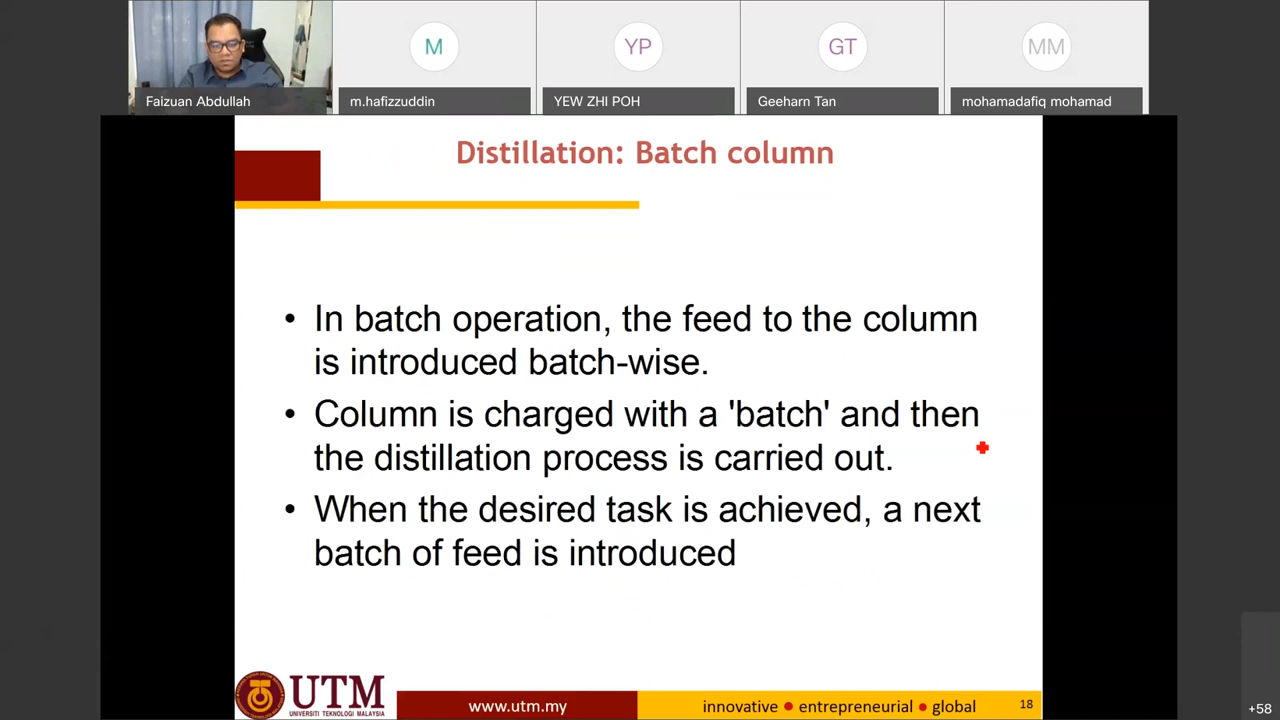 M
YP
GT
MM
Faizuan Abdullah
m.hafizzuddin
YEW ZHI POH
Geeharn Tan
mohamadafiq mohamad
Distillation: Batch column
• In batch operation, the feed to the column
is introduced batch-wise.
• Column is charged with a 'batch' and then
the distillation process is carried out.
• When the desired task is achieved, a next
batch of feed is introduced
UTM
UNIVERSITI TEKNOLOGI MALAYSIA
www.utm.my
innovative ● entrepreneurial ● global
18
+58